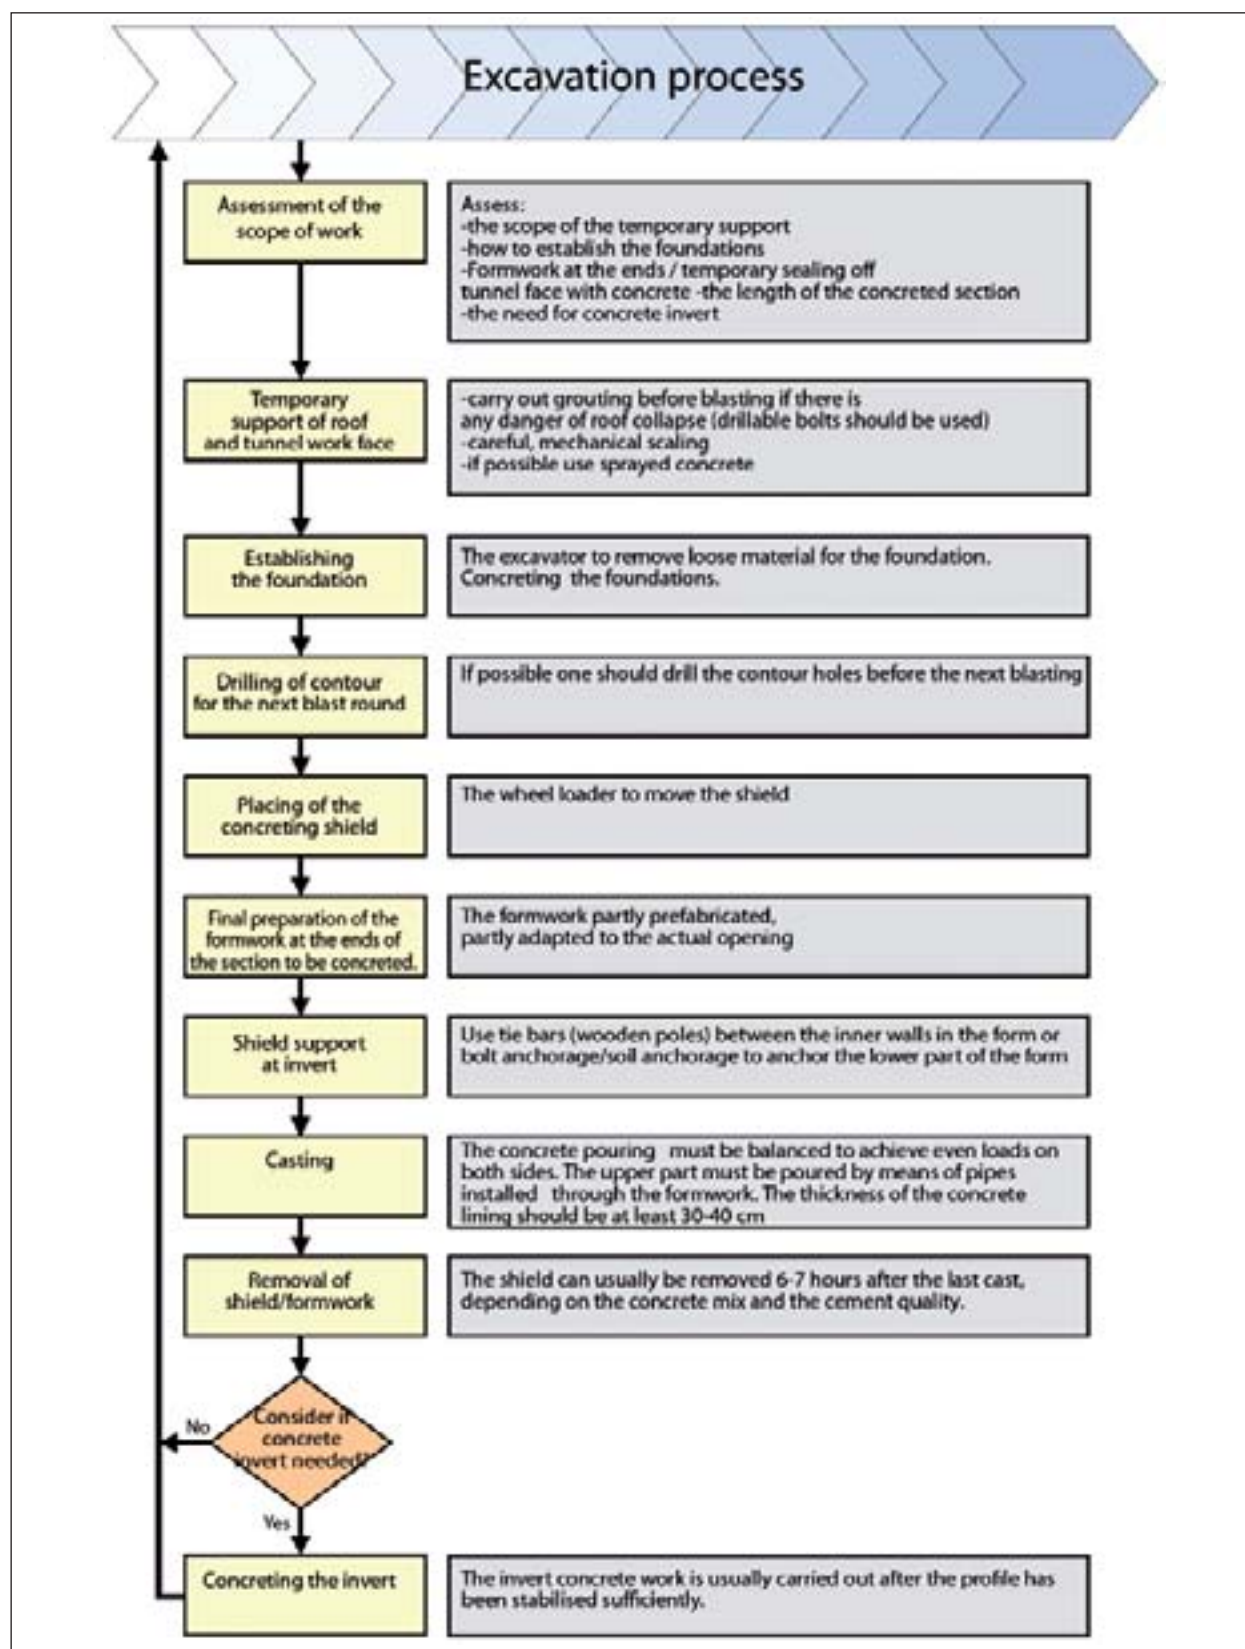 Excavation process
Assessment of the
scope of work
Assess:
-the scope of the temporary support
-how to establish the foundations
-Formwork at the ends / temporary sealing off
tunnel face with concrete -the length of the concreted section
-the need for concrete invert
Temporary
support of roof
and tunnel work face
-carry out grouting before blasting if there is
any danger of roof collapse (drillable bolts should be used)
-careful, mechanical scaling
-if possible use sprayed concrete
Establishing
the foundation
The excavator to remove loose material for the foundation.
Concreting the foundations.
Drilling of contour
for the next blast round
If possible one should drill the contour holes before the next blasting
Placing of the
concreting shield
The wheel loader to move the shield
Final preparation of the
formwork at the ends of
the section to be concreted.
The formwork partly prefabricated,
partly adapted to the actual opening
Shield support
at invert
Use tie bars (wooden poles) between the inner walls in the form or
bolt anchorage/soil anchorage to anchor the lower part of the form
Casting
The concrete pouring must be balanced to achieve even loads on
both sides. The upper part must be poured by means of pipes
installed through the formwork. The thickness of the concrete
lining should be at least 30-40 cm
Removal of
shield/formwork
The shield can usually be removed 6-7 hours after the last cast,
depending on the concrete mix and the cement quality.
Consider if
concrete
invert needed?
No
Yes
Concreting the invert
The invert concrete work is usually carried out after the profile has
been stabilised sufficiently.